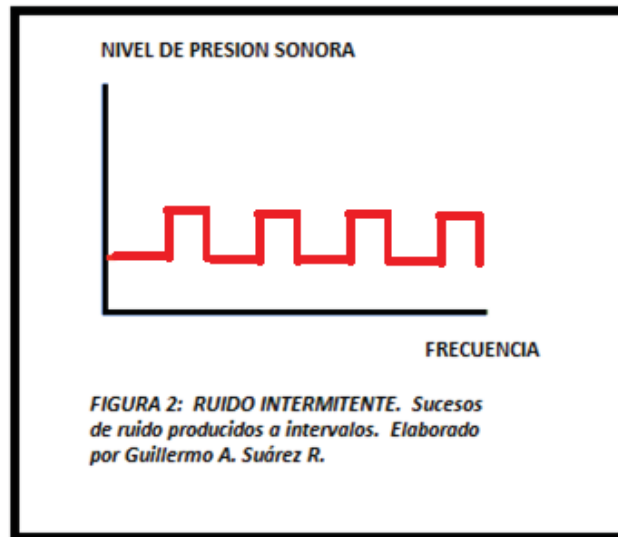 NIVEL DE PRESION SONORA
FRECUENCIA
FIGURA 2: RUIDO INTERMITENTE. Sucesos
de ruido producidos a intervalos. Elaborado
por Guillermo A. Suárez R.